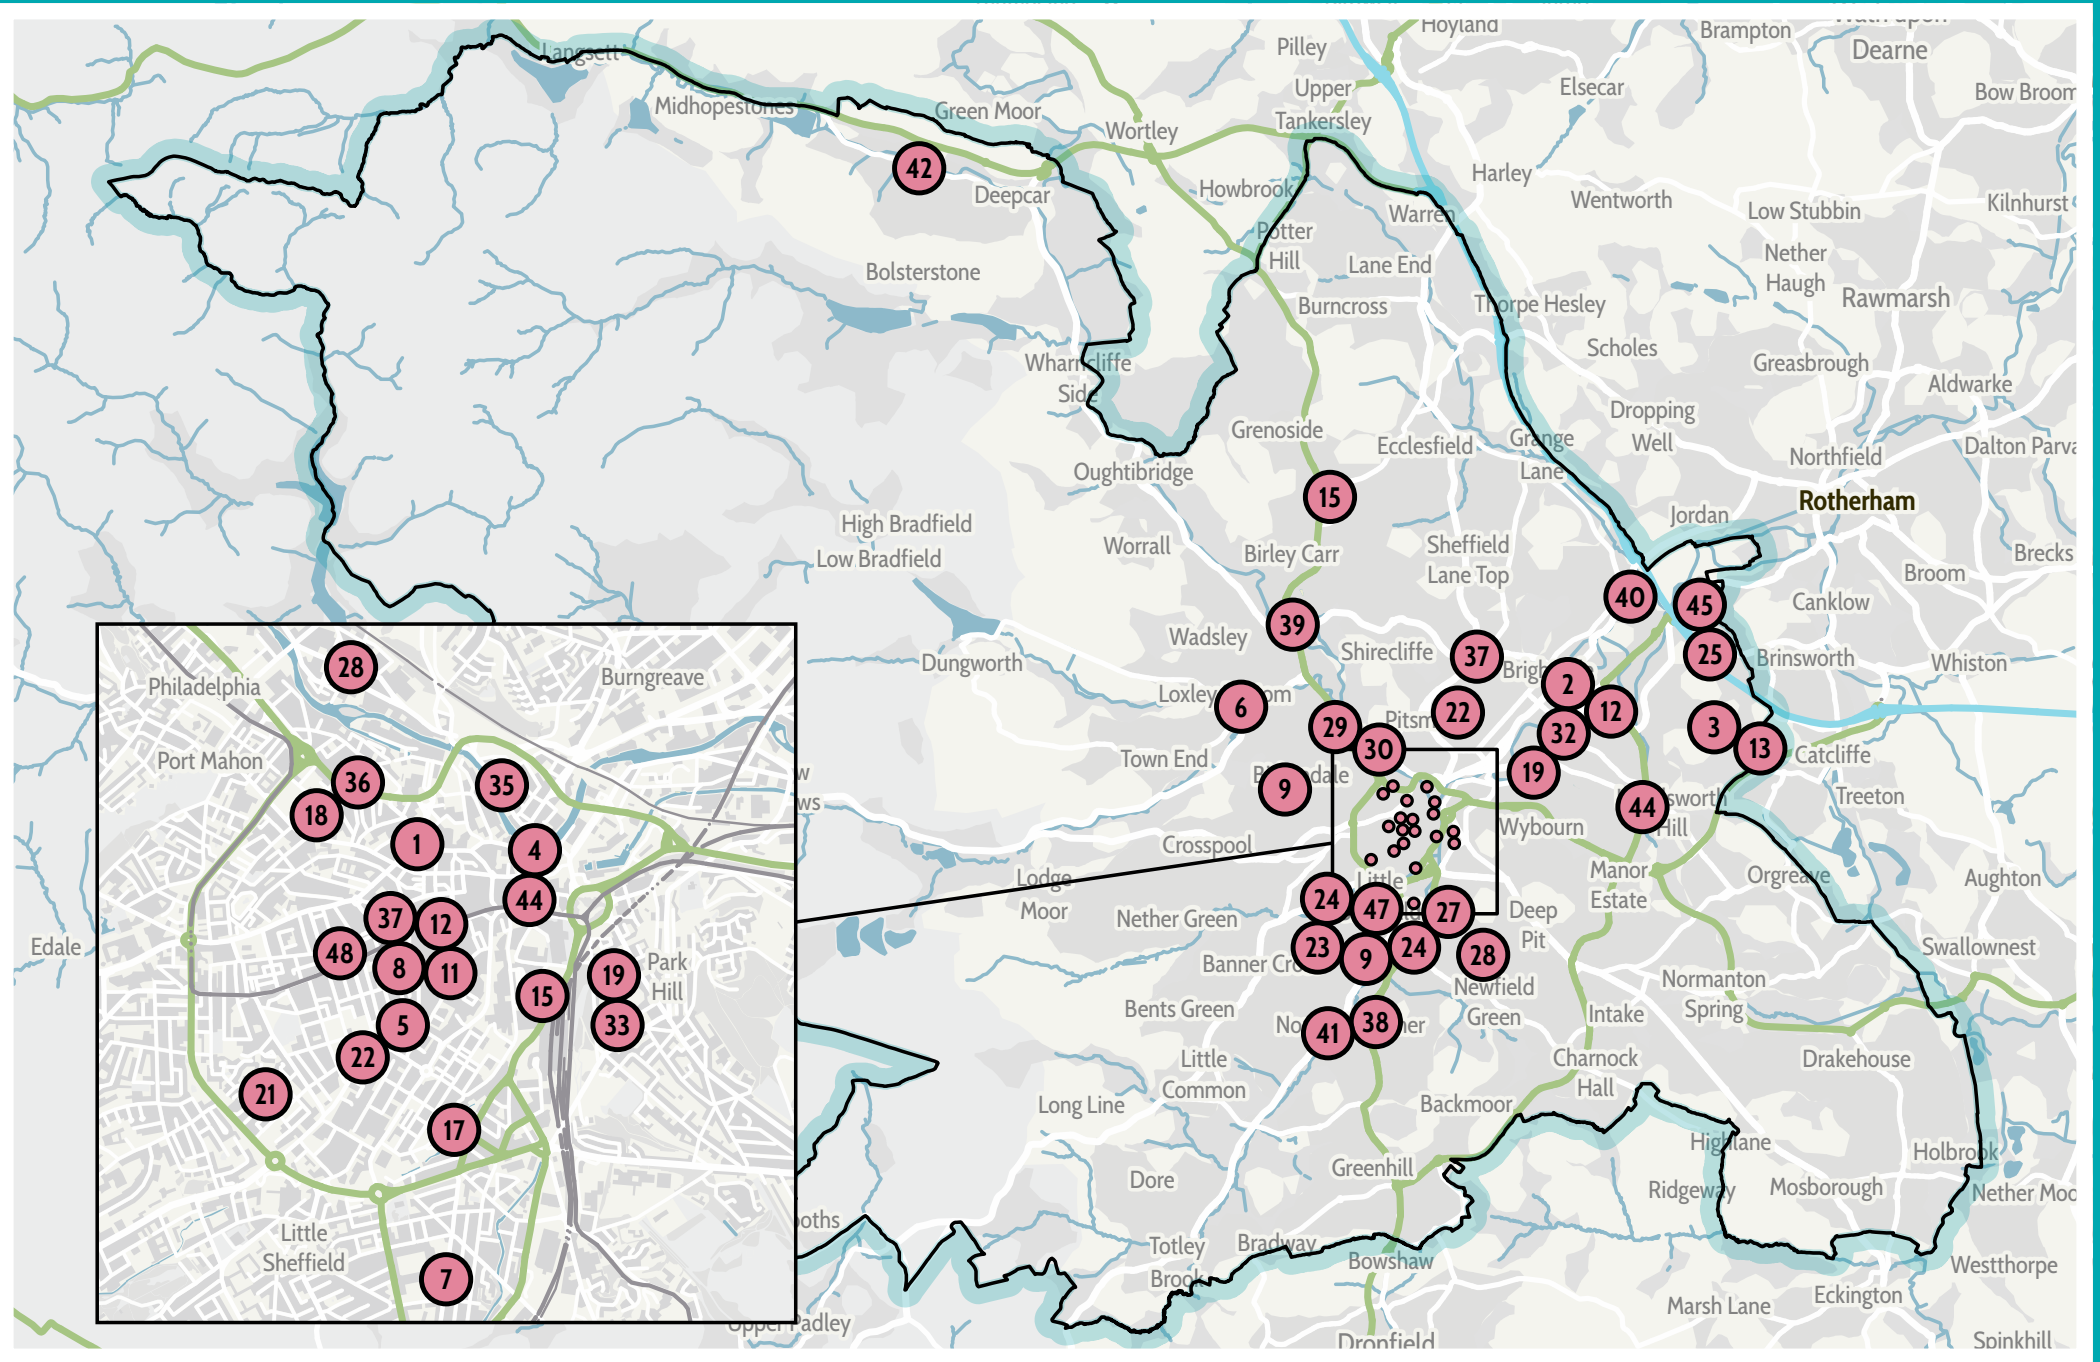 Langsett
Midhopestones
Green Moor
Wortley
Pilley
Upper
Tankersley
Hoyland
Elsecar
Brampton
Dearne
Bow Broom
42
Deepcar
Howbrook
Harley
Warren
Wentworth
Low Stubbin
Kilnhurst
Potter
Hill
Lane End
Nether
Haugh
Bolsterstone
Burncross
Thorpe Hesley
Rawmarsh
Scholes
Greasbrough
Wharncliffe
Side
Aldwarke
Dropping
Well
Grenoside
Ecclesfield
Grange
Lane
Northfield
Dalton Parva
Oughtibridge
15
Rotherham
Jordan
High Bradfield
Low Bradfield
Worrall
Birley Carr
Sheffield
Lane Top
Brecks
Broom
40
45
Canklow
39
Wadsley
Shirecliffe
37
25
Brinsworth
Whiston
Dungworth
Loxley
6
2
12
22
29
30
32
3
13
Catcliffe
Town End
9
19
44
Hill
Treeton
Wybourn
Crosspool
Manor
Estate
Orgreave
Aughton
Lodge
Moor
Little
24
47
27
Nether Green
Deep
Pit
Edale
23
9
24
28
Swallownest
Newfield
Green
Normanton
Spring
Bents Green
Intake
41
38
Little
Common
Charnock
Hall
Drakehouse
Long Line
Backmoor
Highlane
Holbrook
Greenhill
Dore
Ridgeway
Mosborough
Totley
Brook
Bradway
Bowshaw
Westthorpe
Eckington
Marsh Lane
Upper Padley
Dronfield
Spinkhill
28
Philadelphia
Burngreave
Port Mahon
36
35
18
1
4
44
37
12
48
8
11
Park
Hill
19
15
33
5
22
21
17
Little
Sheffield
7